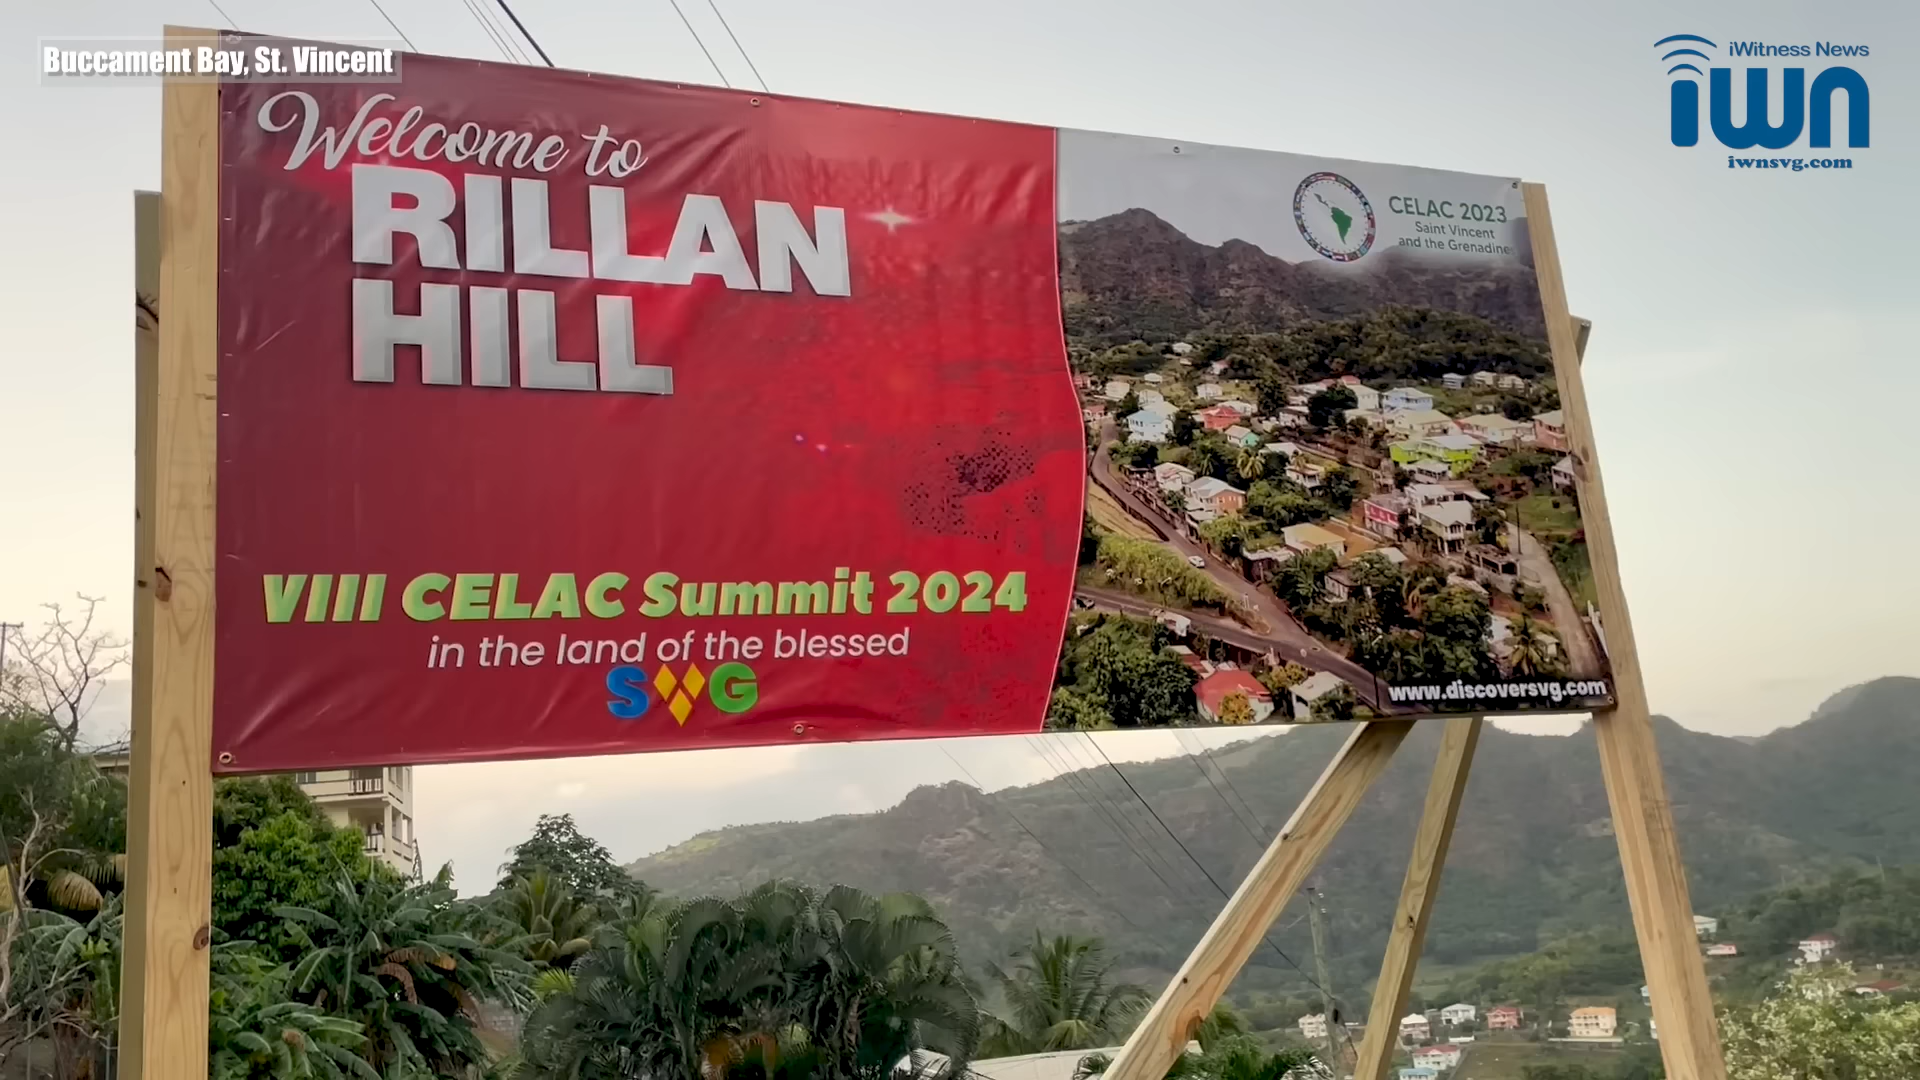 Buccament Bay, St. Vincent
iWitness News
iwn
iwnsvg.com
Welcome to
RILLAN
HILL
CELAC 2023
Saint Vincent
and the Grenadine
VIII CELAC Summit 2024
in the land of the blessed
SVG
www.discoversvg.com